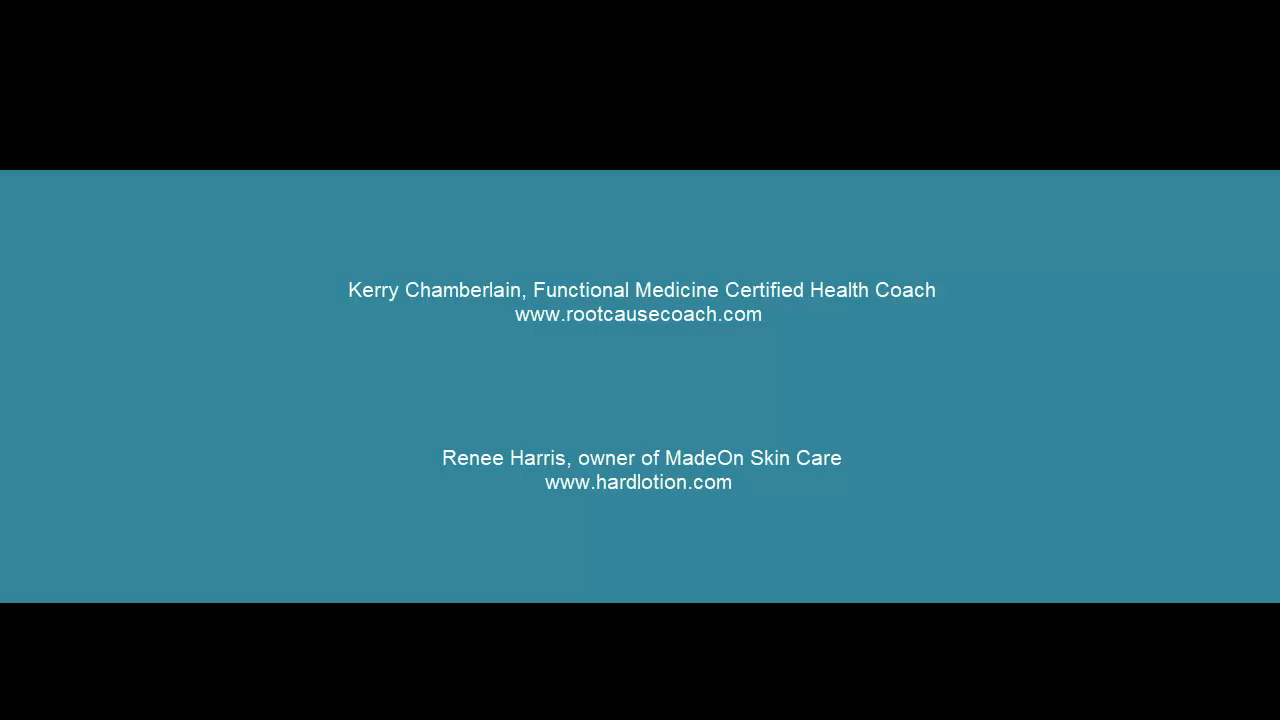 Kerry Chamberlain, Functional Medicine Certified Health Coach
www.rootcausecoach.com
Renee Harris, owner of MadeOn Skin Care
www.hardlotion.com